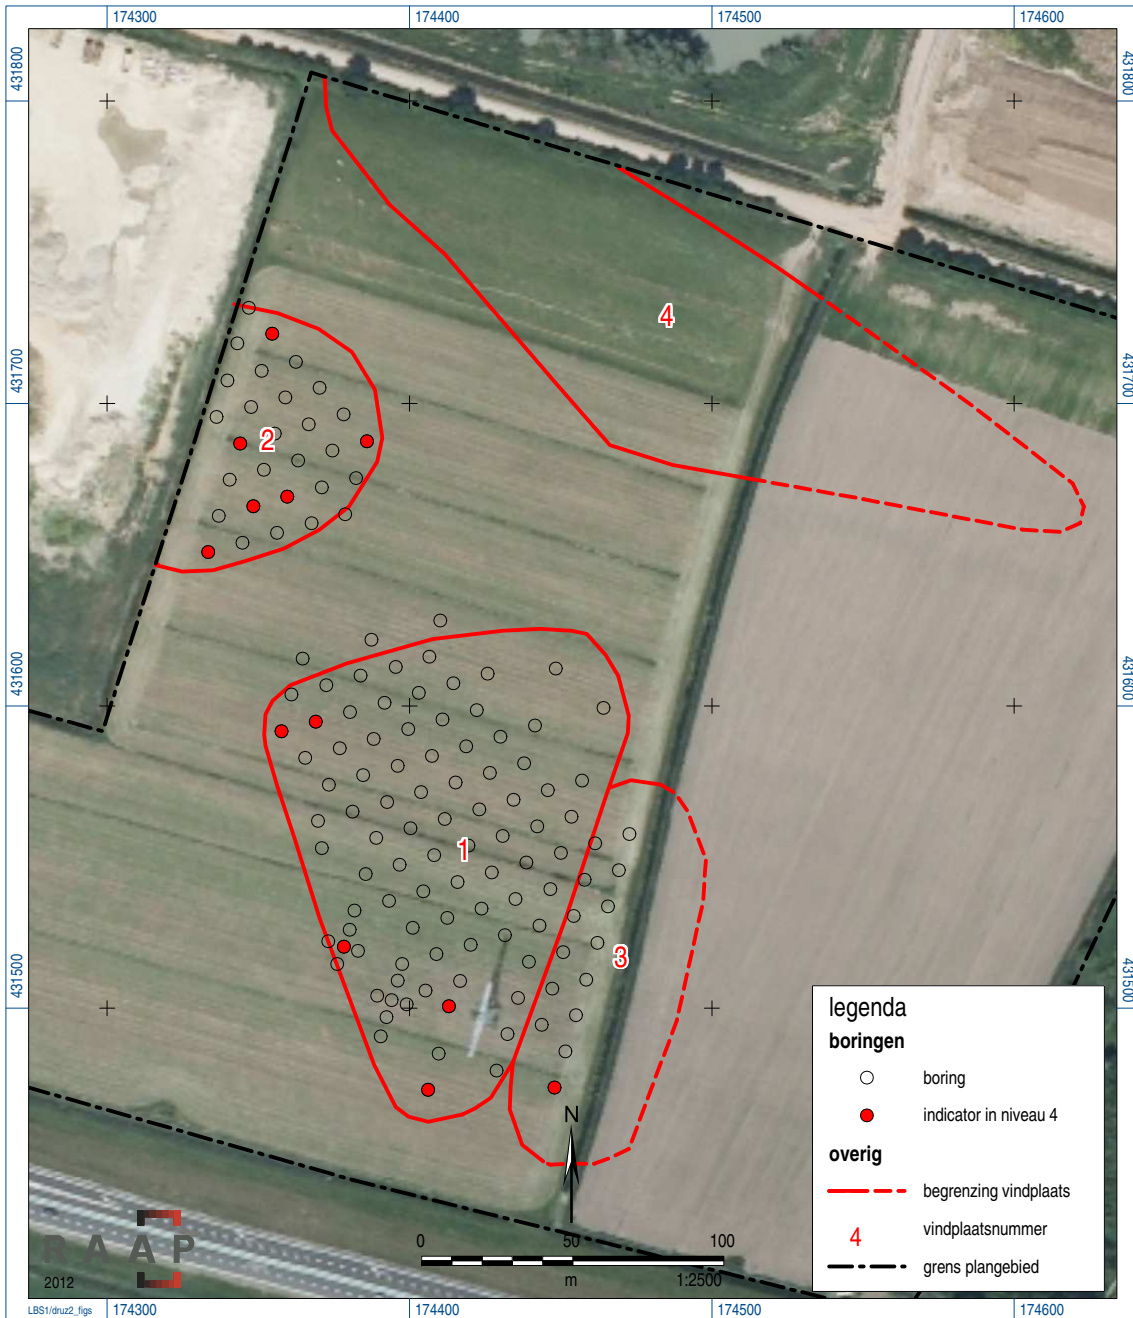 174300 174400 174500 174600
431800 431800
431700 431700
431600 431600
431500 431500
4
2
1
3
legenda
boringen
boring
indicator in niveau 4
overig
begrenzing vindplaats
4 vindplaatsnummer
grens plangebied
N
0 50 100
m 1:2500
RAAP
2012
LBS1/druz2_figs
174300 174400 174500 174600